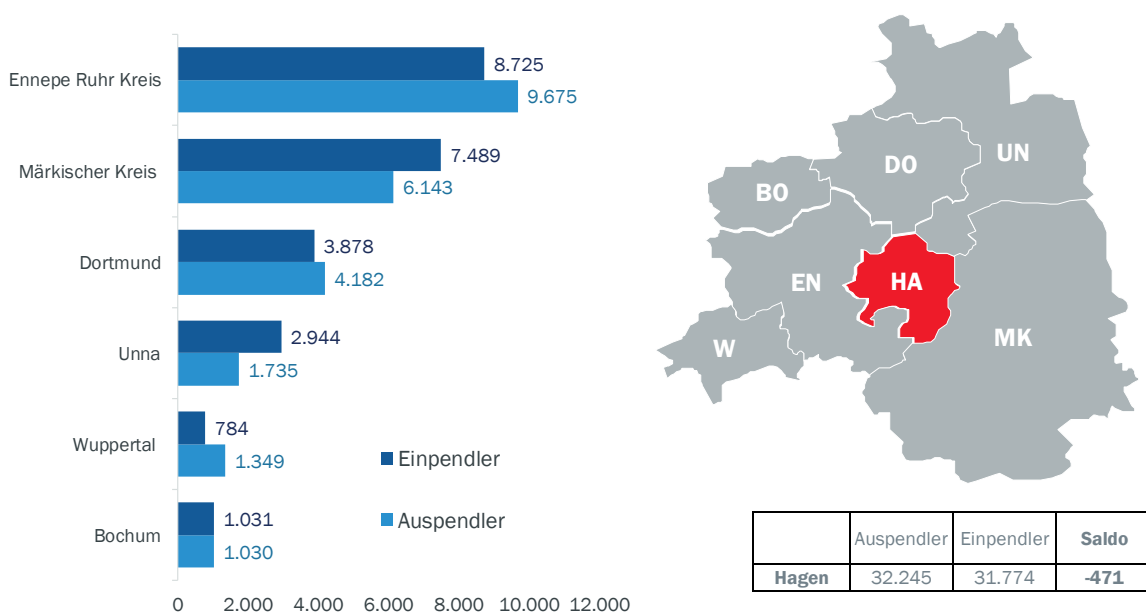 Ennepe Ruhr Kreis
8.725
9.675
Märkischer Kreis
7.489
6.143
Dortmund
3.878
4.182
Unna
2.944
1.735
Wuppertal
784
1.349
Bochum
1.031
1.030
Einpendler
Auspendler
0 2.000 4.000 6.000 8.000 10.000 12.000
DO
UN
BO
EN
HA
W
MK
Auspendler Einpendler Saldo
Hagen 32.245 31.774 -471